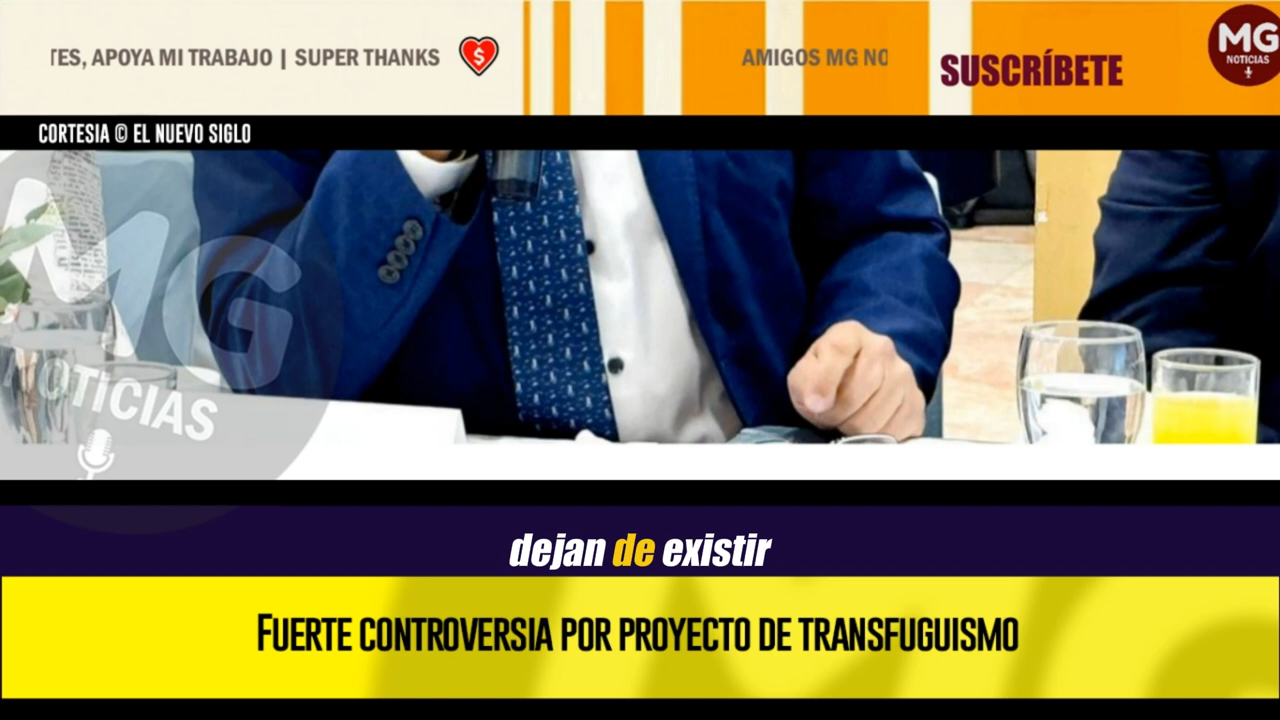 TES, APOYA MI TRABAJO | SUPER THANKS
$
AMIGOS MG NO
SUSCRÍBETE
MG
NOTICIAS
CORTESIA © EL NUEVO SIGLO
MG
NOTICIAS
dejan de existir
FUERTE CONTROVERSIA POR PROYECTO DE TRANSFUGUISMO